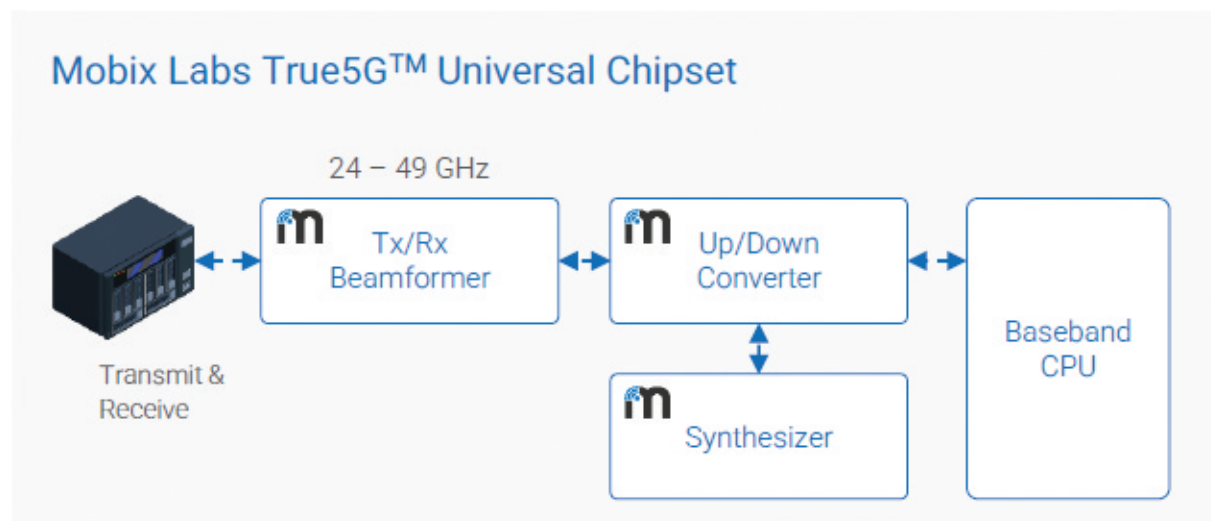 Mobix Labs True5G™ Universal Chipset
24 – 49 GHz
Tx/Rx
Beamformer
Up/Down
Converter
Baseband
CPU
Transmit &
Receive
Synthesizer